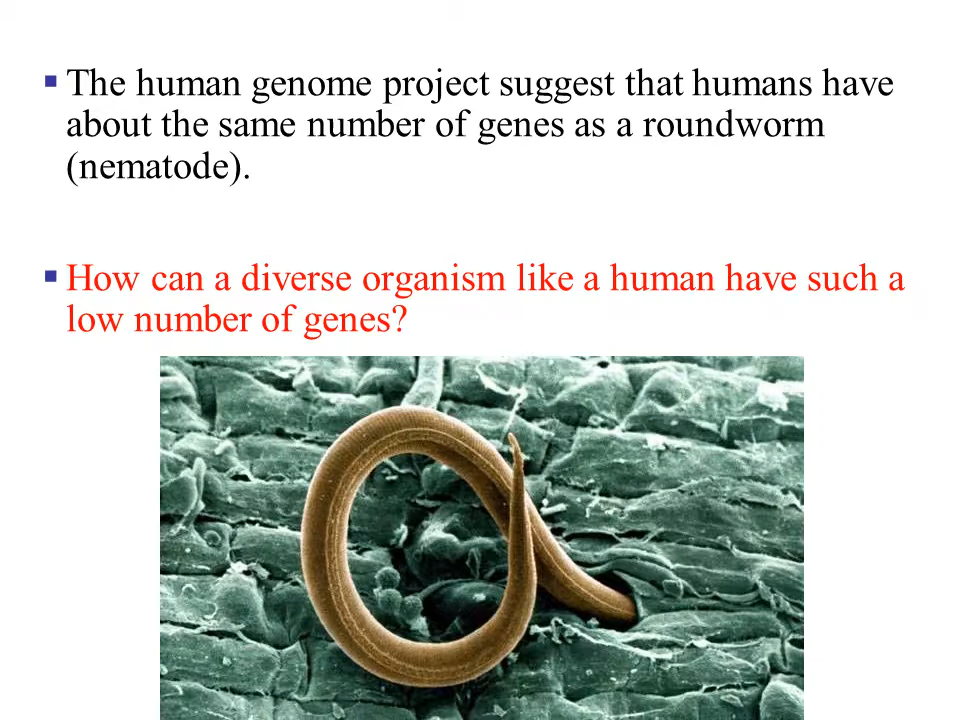 ▪ The human genome project suggest that humans have
about the same number of genes as a roundworm
(nematode).
▪ How can a diverse organism like a human have such a
low number of genes?